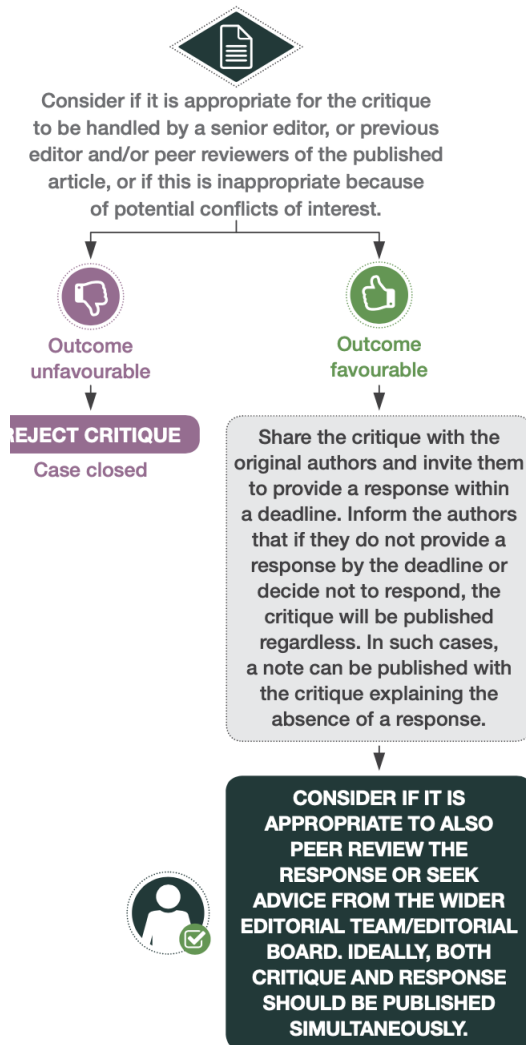 Consider if it is appropriate for the critique
to be handled by a senior editor, or previous
editor and/or peer reviewers of the published
article, or if this is inappropriate because
of potential conflicts of interest.
Outcome
unfavourable
Outcome
favourable
REJECT CRITIQUE
Case closed
Share the critique with the
original authors and invite them
to provide a response within
a deadline. Inform the authors
that if they do not provide a
response by the deadline or
decide not to respond, the
critique will be published
regardless. In such cases,
a note can be published with
the critique explaining the
absence of a response.
CONSIDER IF IT IS
APPROPRIATE TO ALSO
PEER REVIEW THE
RESPONSE OR SEEK
ADVICE FROM THE WIDER
EDITORIAL TEAM/EDITORIAL
BOARD. IDEALLY, BOTH
CRITIQUE AND RESPONSE
SHOULD BE PUBLISHED
SIMULTANEOUSLY.